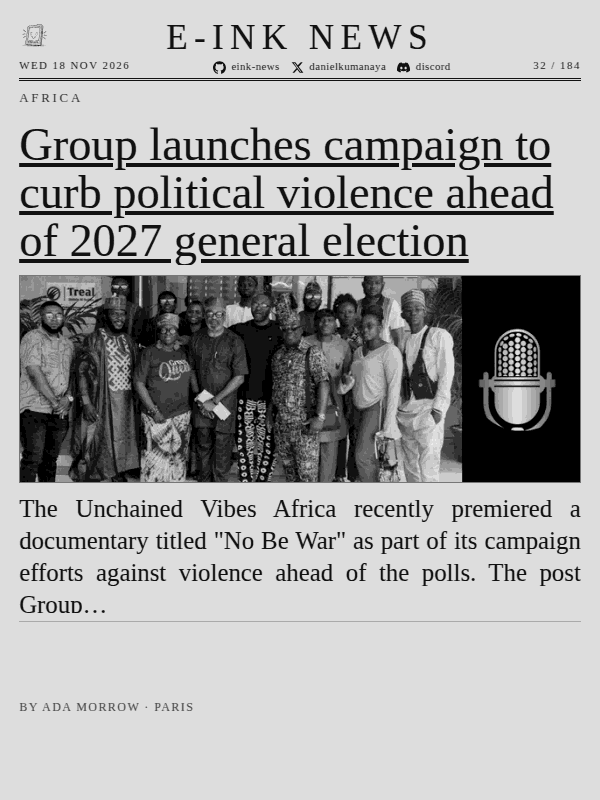 E-INK NEWS
WED 18 NOV 2026
eink-news danielkumanaya discord
32 / 184
AFRICA
Group launches campaign to
curb political violence ahead
of 2027 general election
Treal
Queen
The Unchained Vibes Africa recently premiered a
documentary titled "No Be War" as part of its campaign
efforts against violence ahead of the polls. The post
Group…
BY ADA MORROW · PARIS